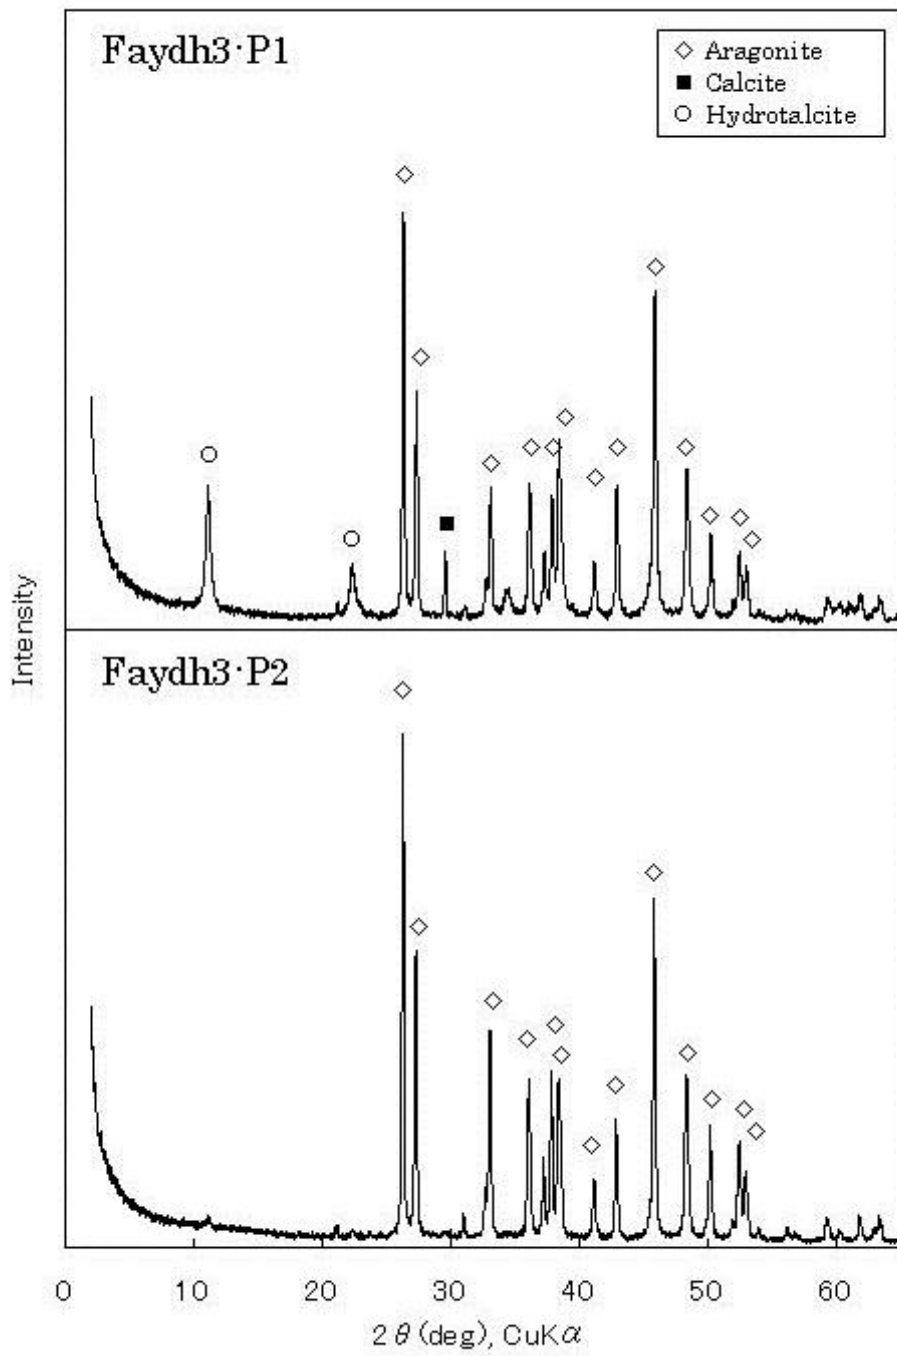 Faydh3·P1
◇ Aragonite
■ Calcite
○ Hydrotalcite
Intensity
Faydh3·P2
0 10 20 30 40 50 60
2θ(deg), CuKα